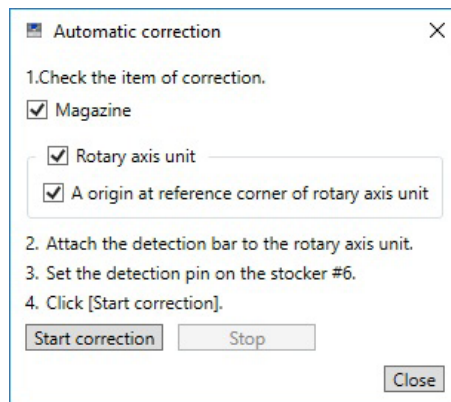 Automatic correction
1.Check the item of correction.
Magazine
Rotary axis unit
A origin at reference corner of rotary axis unit
2. Attach the detection bar to the rotary axis unit.
3. Set the detection pin on the stocker #6.
4. Click [Start correction].
Start correction Stop
Close